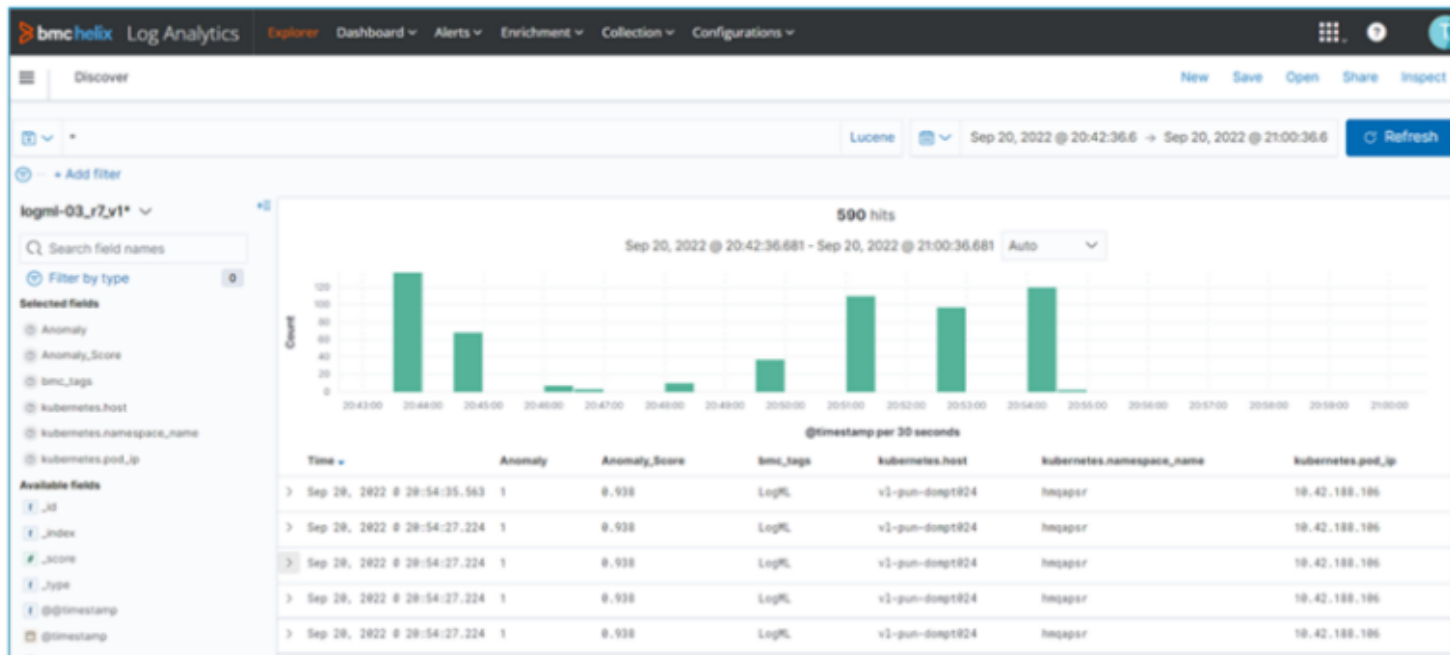 bmc helix Log Analytics Explorer Dashboard Alerts Enrichment Collection Configurations ?
Discover New Save Open Share Inspect
* Lucene Sep 20, 2022 @ 20:42:36.6 → Sep 20, 2022 @ 21:00:36.6 Refresh
+ Add filter
logml-03_r7_v1*
590 hits
Search field names
Sep 20, 2022 @ 20:42:36.681 - Sep 20, 2022 @ 21:00:36.681 Auto
Filter by type 0
Selected fields
Anomaly
Anomaly_Score
bmc_tags
kubernetes.host
kubernetes.namespace_name
kubernetes.pod_ip
Available fields
t _id
t _index
# _score
t _type
t @@timestamp
@timestamp
Count
120
100
80
60
40
20
0
20:43:00 20:44:00 20:45:00 20:46:00 20:47:00 20:48:00 20:49:00 20:50:00 20:51:00 20:52:00 20:53:00 20:54:00 20:55:00 20:56:00 20:57:00 20:58:00 20:59:00 21:00:00
@timestamp per 30 seconds
Time Anomaly Anomaly_Score bmc_tags kubernetes.host kubernetes.namespace_name kubernetes.pod_ip
Sep 20, 2022 @ 20:54:35.563 1 0.938 LogML vl-pun-dompt024 hmqapsr 10.42.188.106
Sep 20, 2022 @ 20:54:27.224 1 0.938 LogML vl-pun-dompt024 hmqapsr 10.42.188.106
Sep 20, 2022 @ 20:54:27.224 1 0.938 LogML vl-pun-dompt024 hmqapsr 10.42.188.106
Sep 20, 2022 @ 20:54:27.224 1 0.938 LogML vl-pun-dompt024 hmqapsr 10.42.188.106
Sep 20, 2022 @ 20:54:27.224 1 0.938 LogML vl-pun-dompt024 hmqapsr 10.42.188.106